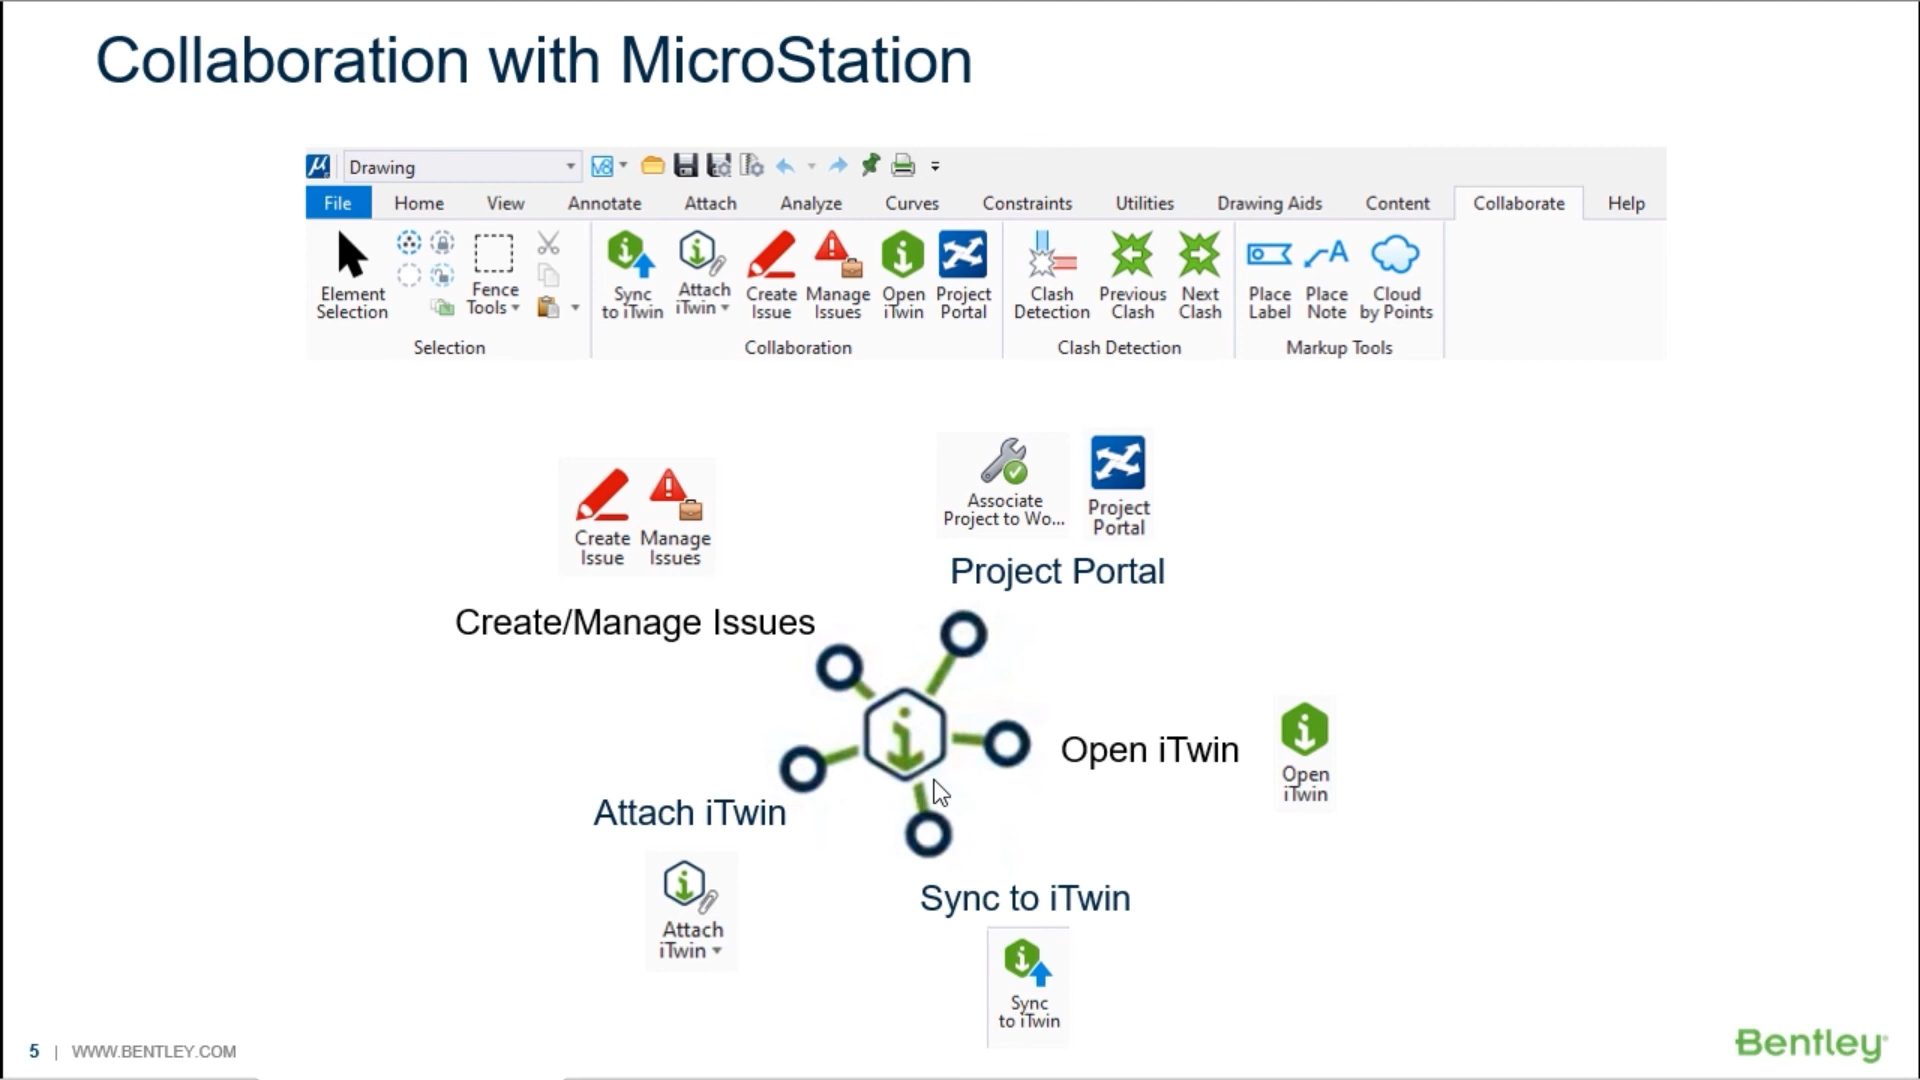 Collaboration with MicroStation
Drawing
File Home View Annotate Attach Analyze Curves Constraints Utilities Drawing Aids Content Collaborate Help
Element
Selection
Fence
Tools
Sync
to iTwin
Attach
iTwin
Create
Issue
Manage
Issues
Open
iTwin
Project
Portal
Clash
Detection
Previous
Clash
Next
Clash
Place
Label
Place
Note
Cloud
by Points
Selection Collaboration Clash Detection Markup Tools
Create
Issue
Manage
Issues
Associate
Project to Wo...
Project
Portal
Project Portal
Create/Manage Issues
Open iTwin
Open
iTwin
Attach iTwin
Attach
iTwin
Sync to iTwin
Sync
to iTwin
5 | WWW.BENTLEY.COM
Bentley